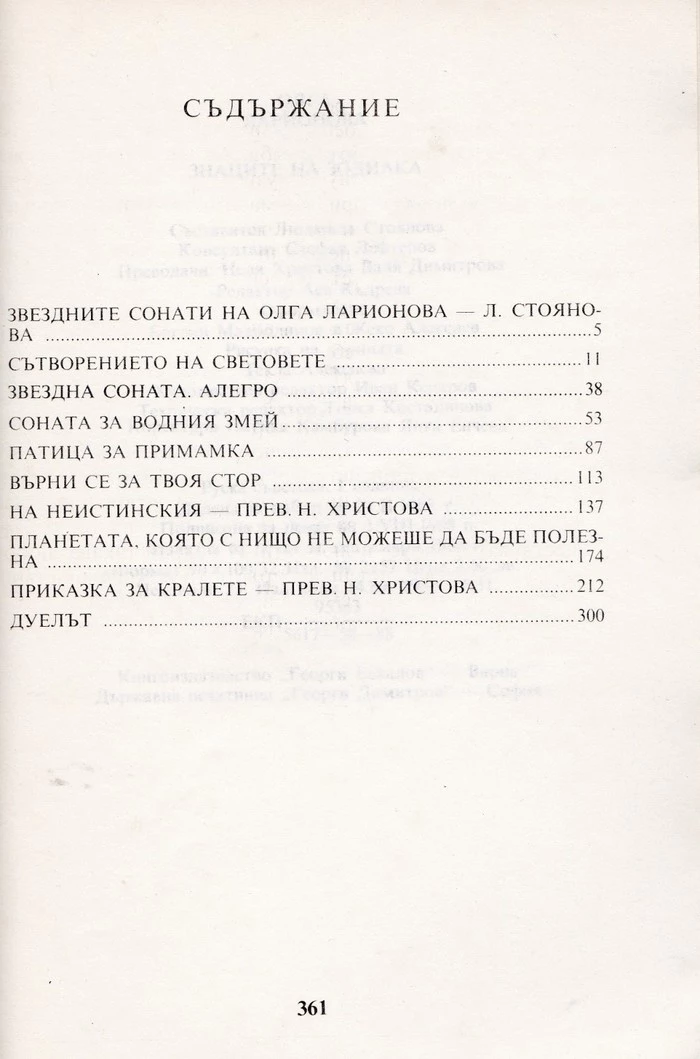 СЪДЪРЖАНИЕ
ЗВЕЗДНИТЕ СОНАТИ НА ОЛГА ЛАРИОНОВА — Л. СТОЯНО-
ВА ... 5
СЪТВОРЕНИЕТО НА СВЕТОВЕТЕ ... 11
ЗВЕЗДНА СОНАТА. АЛЕГРО ... 38
СОНАТА ЗА ВОДНИЯ ЗМЕЙ ... 53
ПАТИЦА ЗА ПРИМАМКА ... 87
ВЪРНИ СЕ ЗА ТВОЯ СТОР ... 113
НА НЕИСТИНСКИЯ — ПРЕВ. Н. ХРИСТОВА ... 137
ПЛАНЕТАТА, КОЯТО С НИЩО НЕ МОЖЕШЕ ДА БЪДЕ ПОЛЕЗ-
НА ... 174
ПРИКАЗКА ЗА КРАЛЕТЕ — ПРЕВ. Н. ХРИСТОВА ... 212
ДУЕЛЪТ ... 300
361